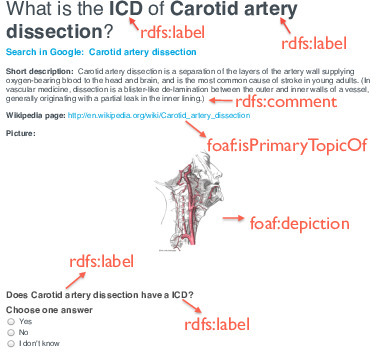 What is the ICD of Carotid artery
rdfs:label rdfs:label
dissection?
Search in Google: Carotid artery dissection
Short description: Carotid artery dissection is a separation of the layers of the artery wall supplying
oxygen-bearing blood to the head and brain, and is the most common cause of stroke in young adults. (In
vascular medicine, dissection is a blister-like de-lamination between the outer and inner walls of a vessel,
generally originating with a partial leak in the inner lining.)
rdfs:comment
Wikipedia page: http://en.wikipedia.org/wiki/Carotid_artery_dissection
foaf:isPrimaryTopicOf
Picture:
foaf:depiction
rdfs:label
Does Carotid artery dissection have a ICD?
Choose one answer
rdfs:label
Yes
No
I don't know